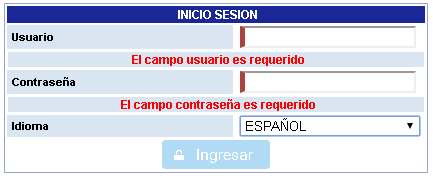 INICIO SESION
Usuario
El campo usuario es requerido
Contraseña
El campo contraseña es requerido
Idioma ESPAÑOL
Ingresar